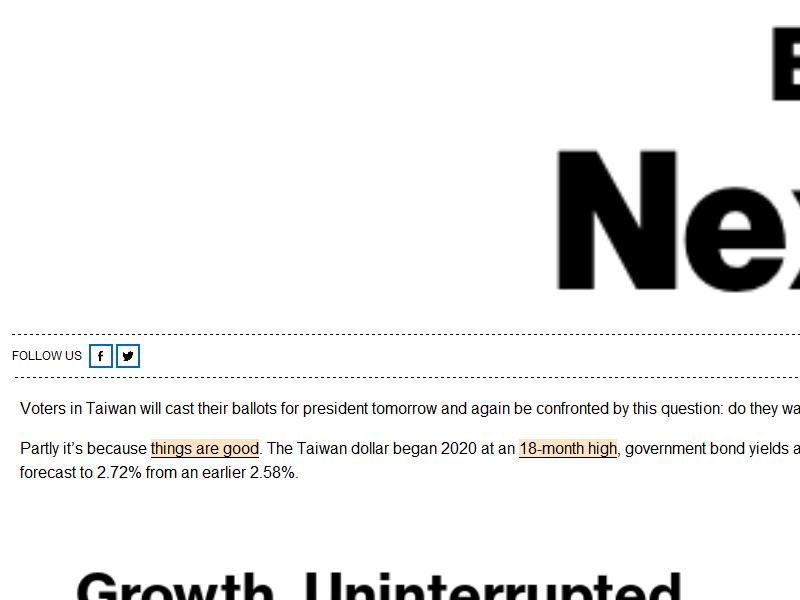 Ne
FOLLOW US
Voters in Taiwan will cast their ballots for president tomorrow and again be confronted by this question: do they
Partly it’s because things are good. The Taiwan dollar began 2020 at an 18-month high, government bond yields
forecast to 2.72% from an earlier 2.58%.
Growth, Uninterrupted